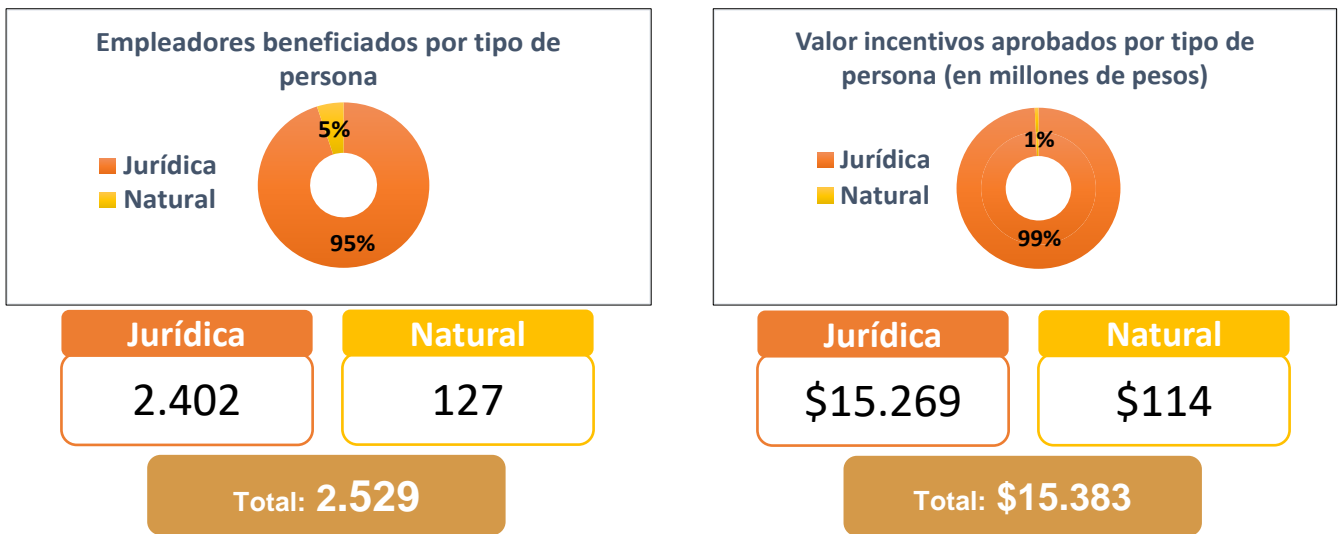 Empleadores beneficiados por tipo de
persona
5%
Jurídica
Natural
95%
Jurídica
Natural
2.402
127
Total: 2.529
Valor incentivos aprobados por tipo de
persona (en millones de pesos)
1%
Jurídica
Natural
99%
Jurídica
Natural
$15.269
$114
Total: $15.383